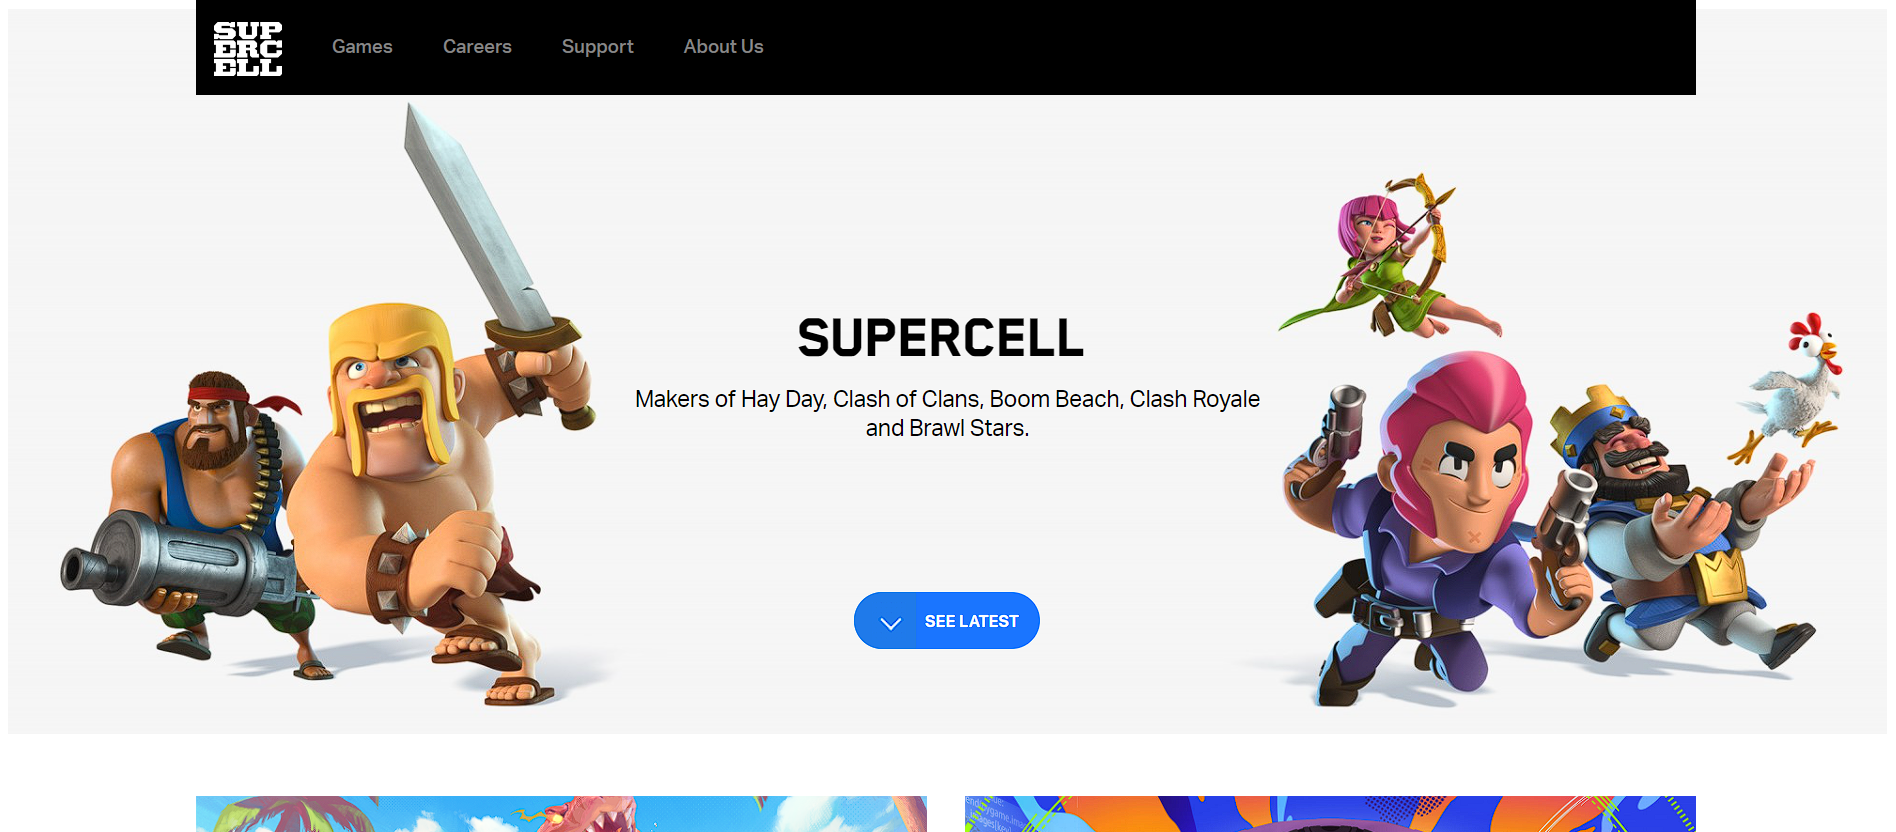 SUP
ERC
ELL
Games Careers Support About Us
SUPERCELL
Makers of Hay Day, Clash of Clans, Boom Beach, Clash Royale
and Brawl Stars.
SEE LATEST